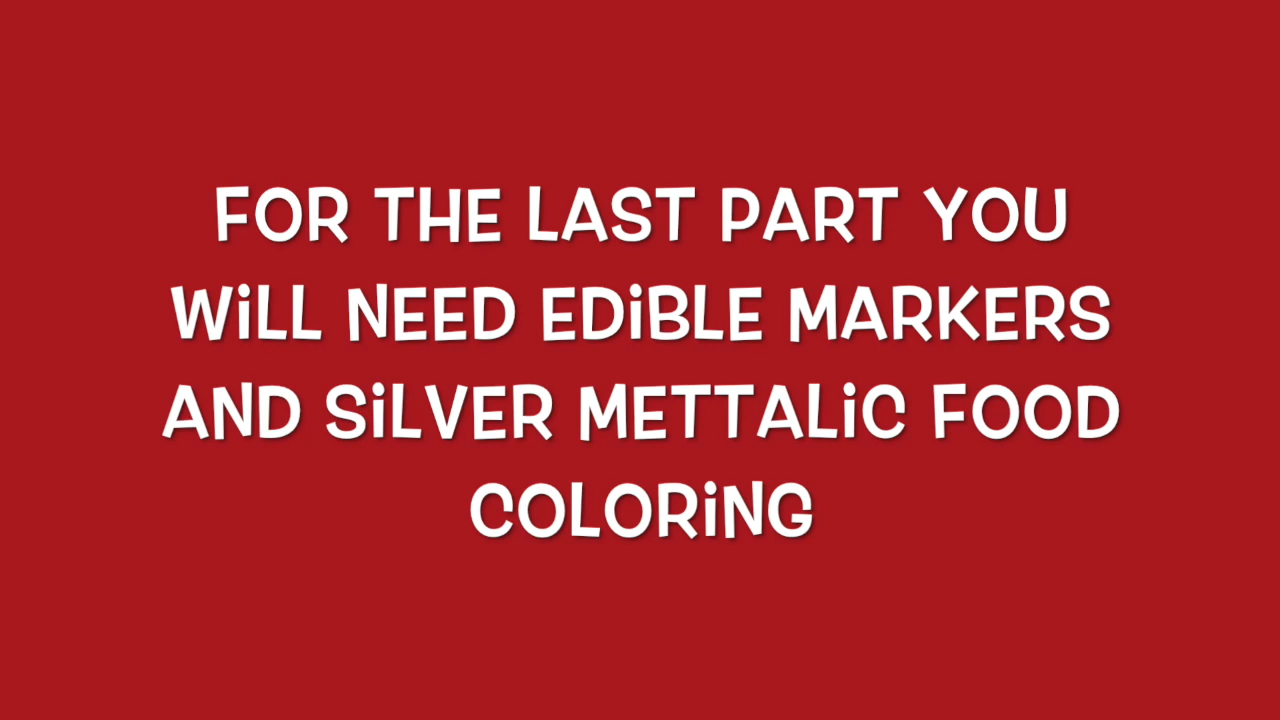 FOR THE LAST PART YOU
WiLL NEED EDiBLE MARKERS
AND SiLVER METTALiC FOOD
COLORiNG